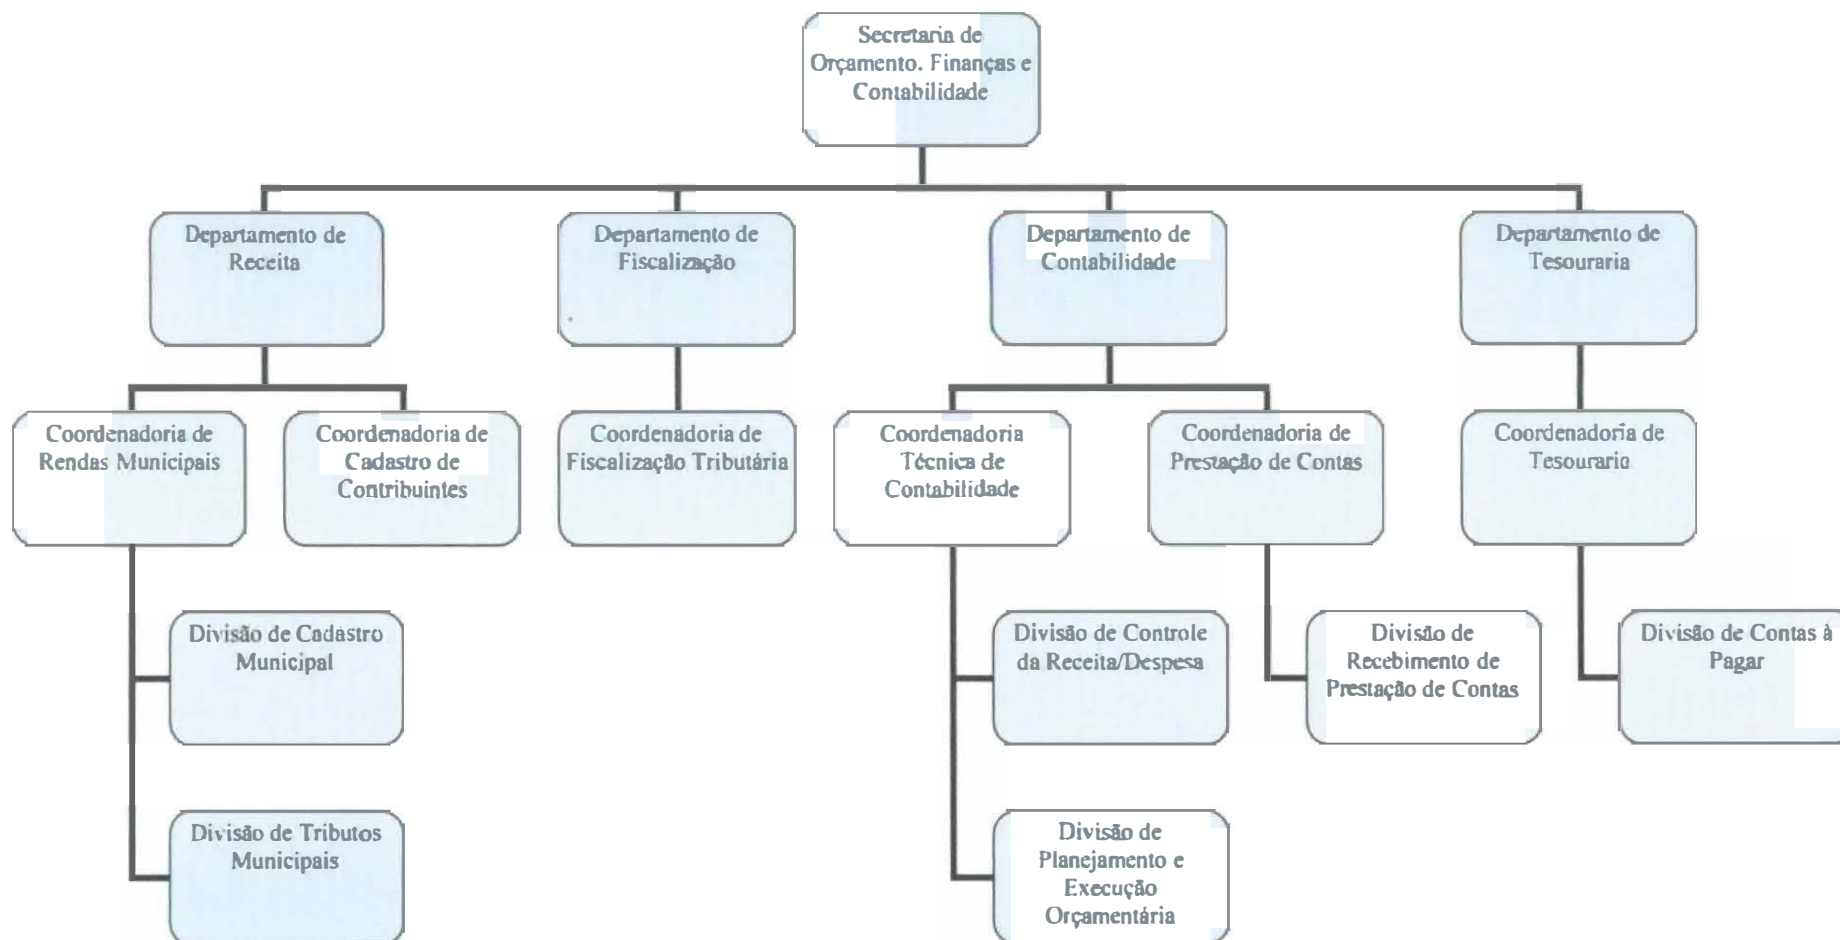 Secretaria de
Orçamento. Finanças e
Contabilidade
Departamento de
Receita
Departamento de
Fiscalização
Departamento de
Contabilidade
Departamento de
Tesouraria
Coordenadoria de
Rendas Municipais
Coordenadoria de
Cadastro de
Contribuintes
Coordenadoria de
Fiscalização Tributária
Coordenadoria
Técnica de
Contabilidade
Coordenadoria de
Prestação de Contas
Coordenadoria de
Tesouraria
Divisão de Cadastro
Municipal
Divisão de Controle
da Receita/Despesa
Divisão de
Recebimento de
Prestação de Contas
Divisão de Contas à
Pagar
Divisão de Tributos
Municipais
Divisão de
Planejamento e
Execução
Orçamentária